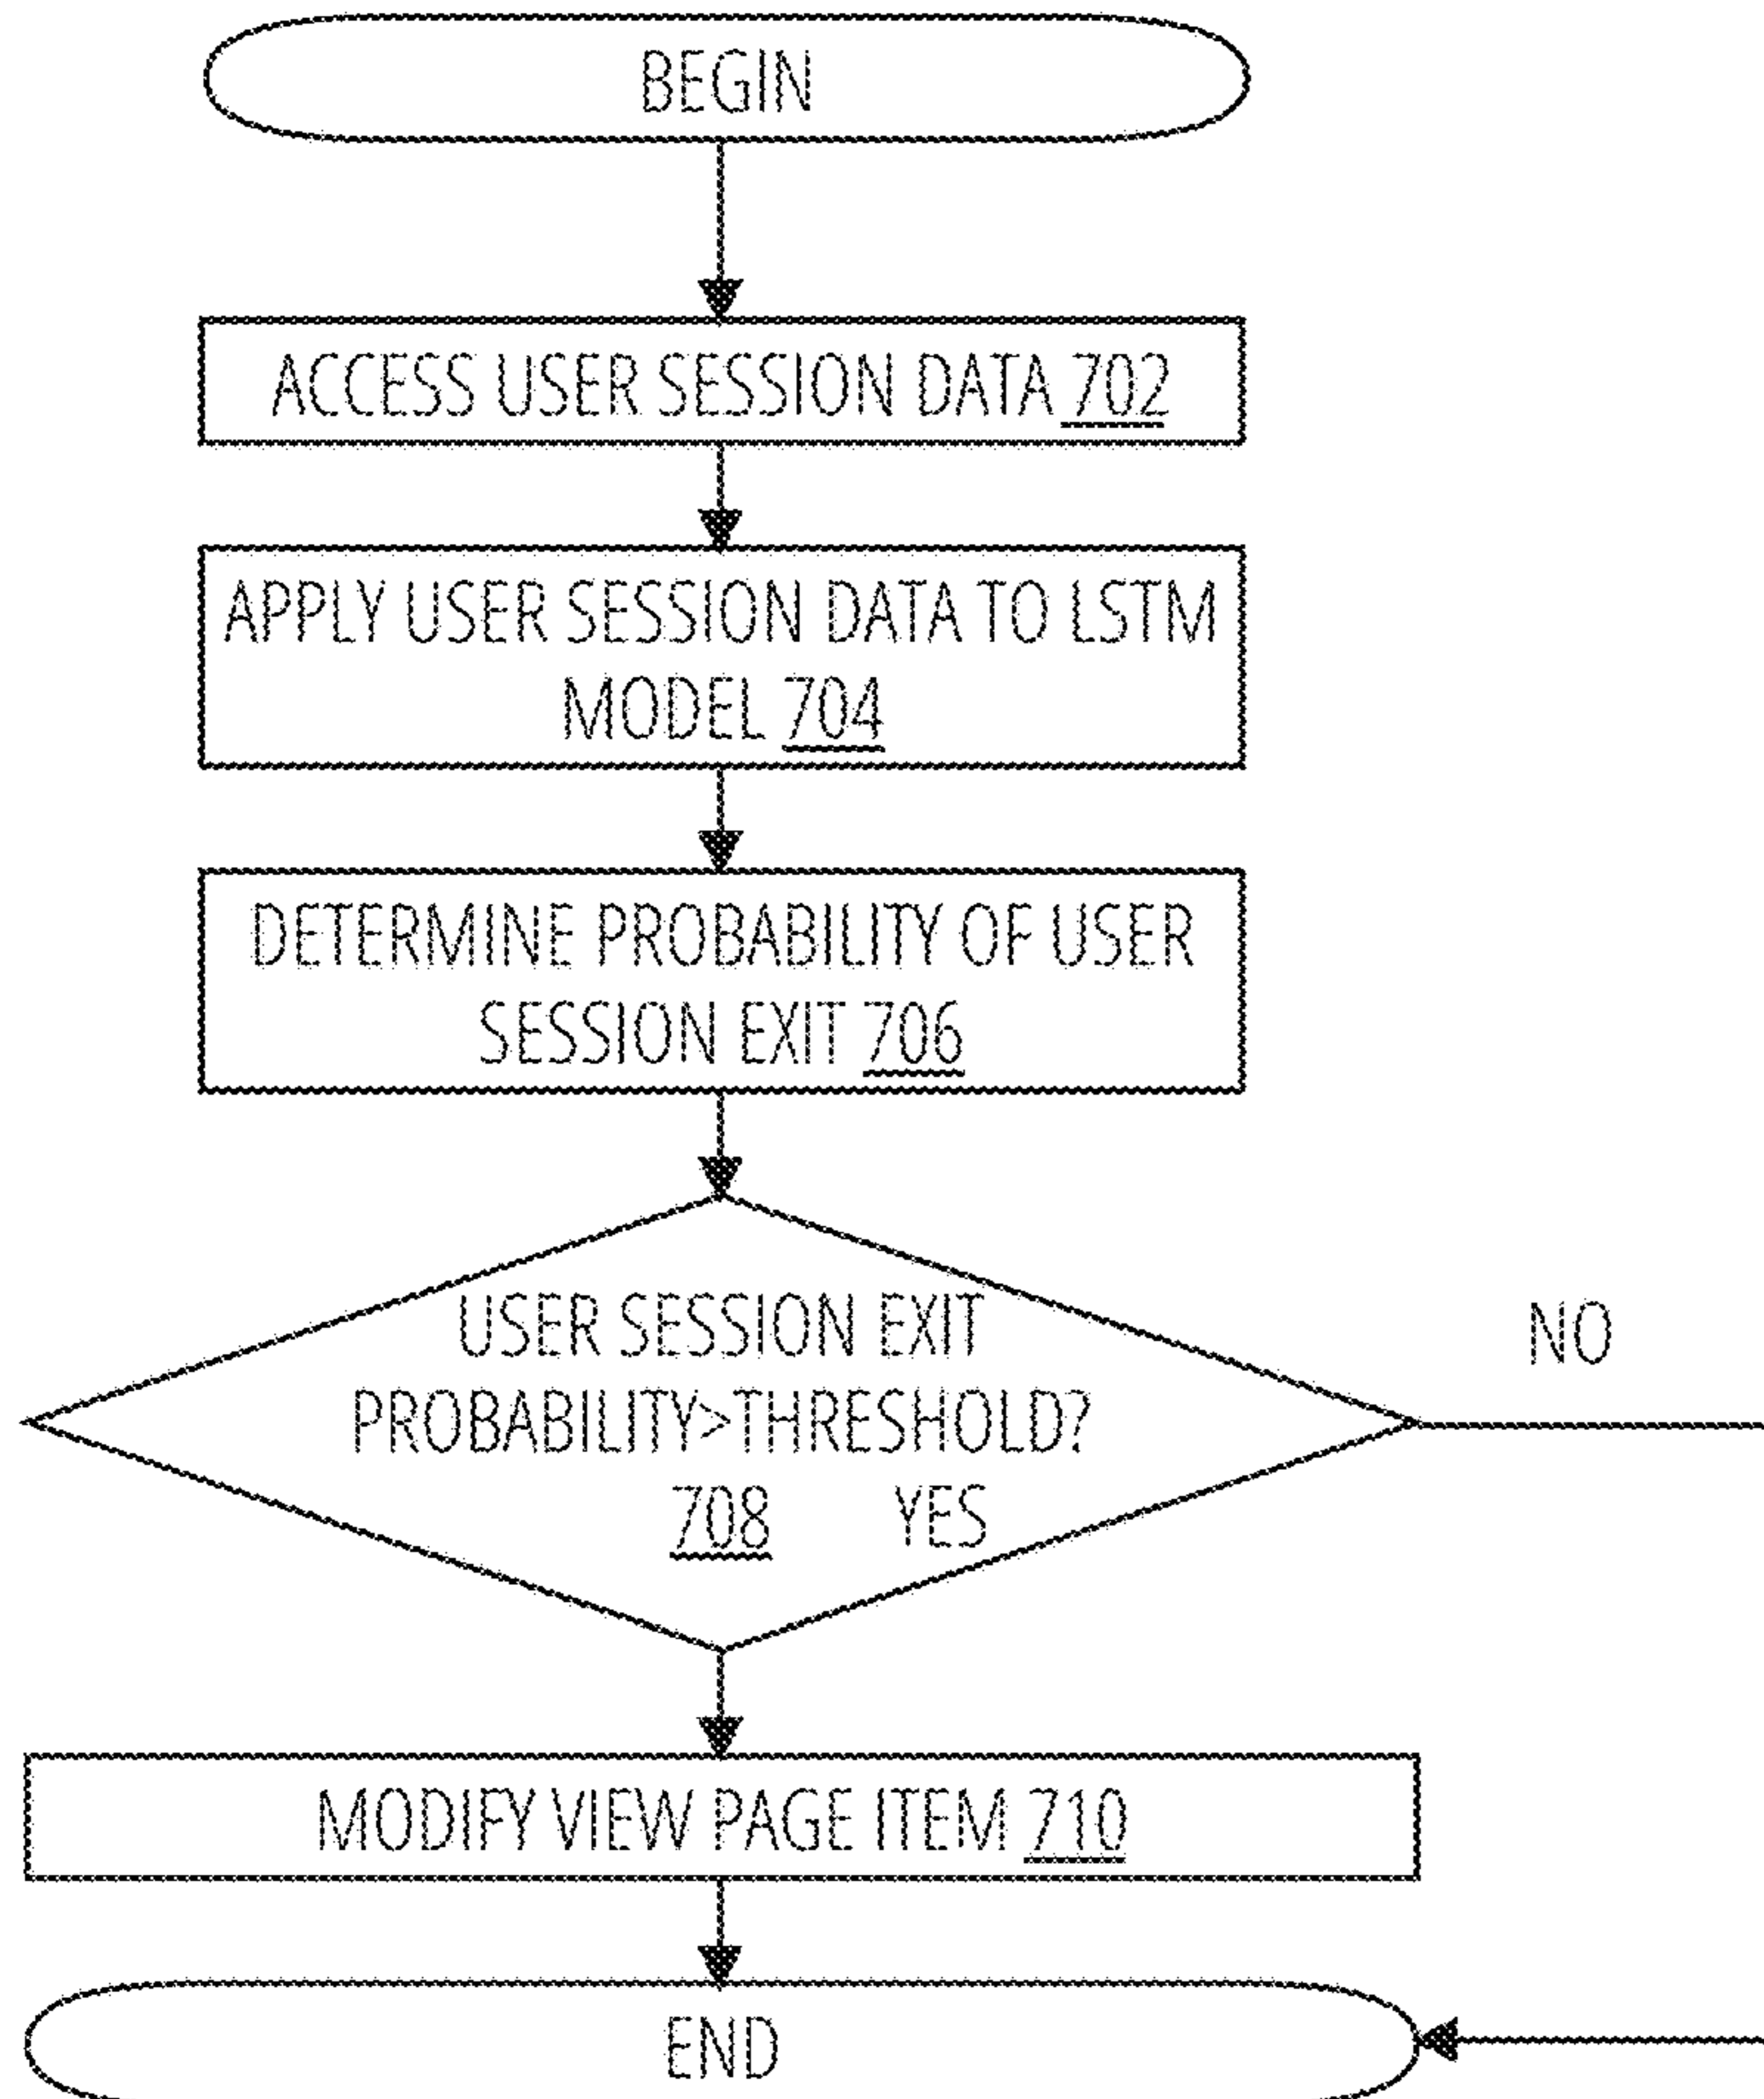 BEGIN
ACCESS USER SESSION DATA 702
APPLY USER SESSION DATA TO LSTM
MODEL 704
DETERMINE PROBABILITY OF USER
SESSION EXIT 706
USER SESSION EXIT
PROBABILITY>THRESHOLD?
708 YES
NO
MODIFY VIEW PAGE ITEM 710
END